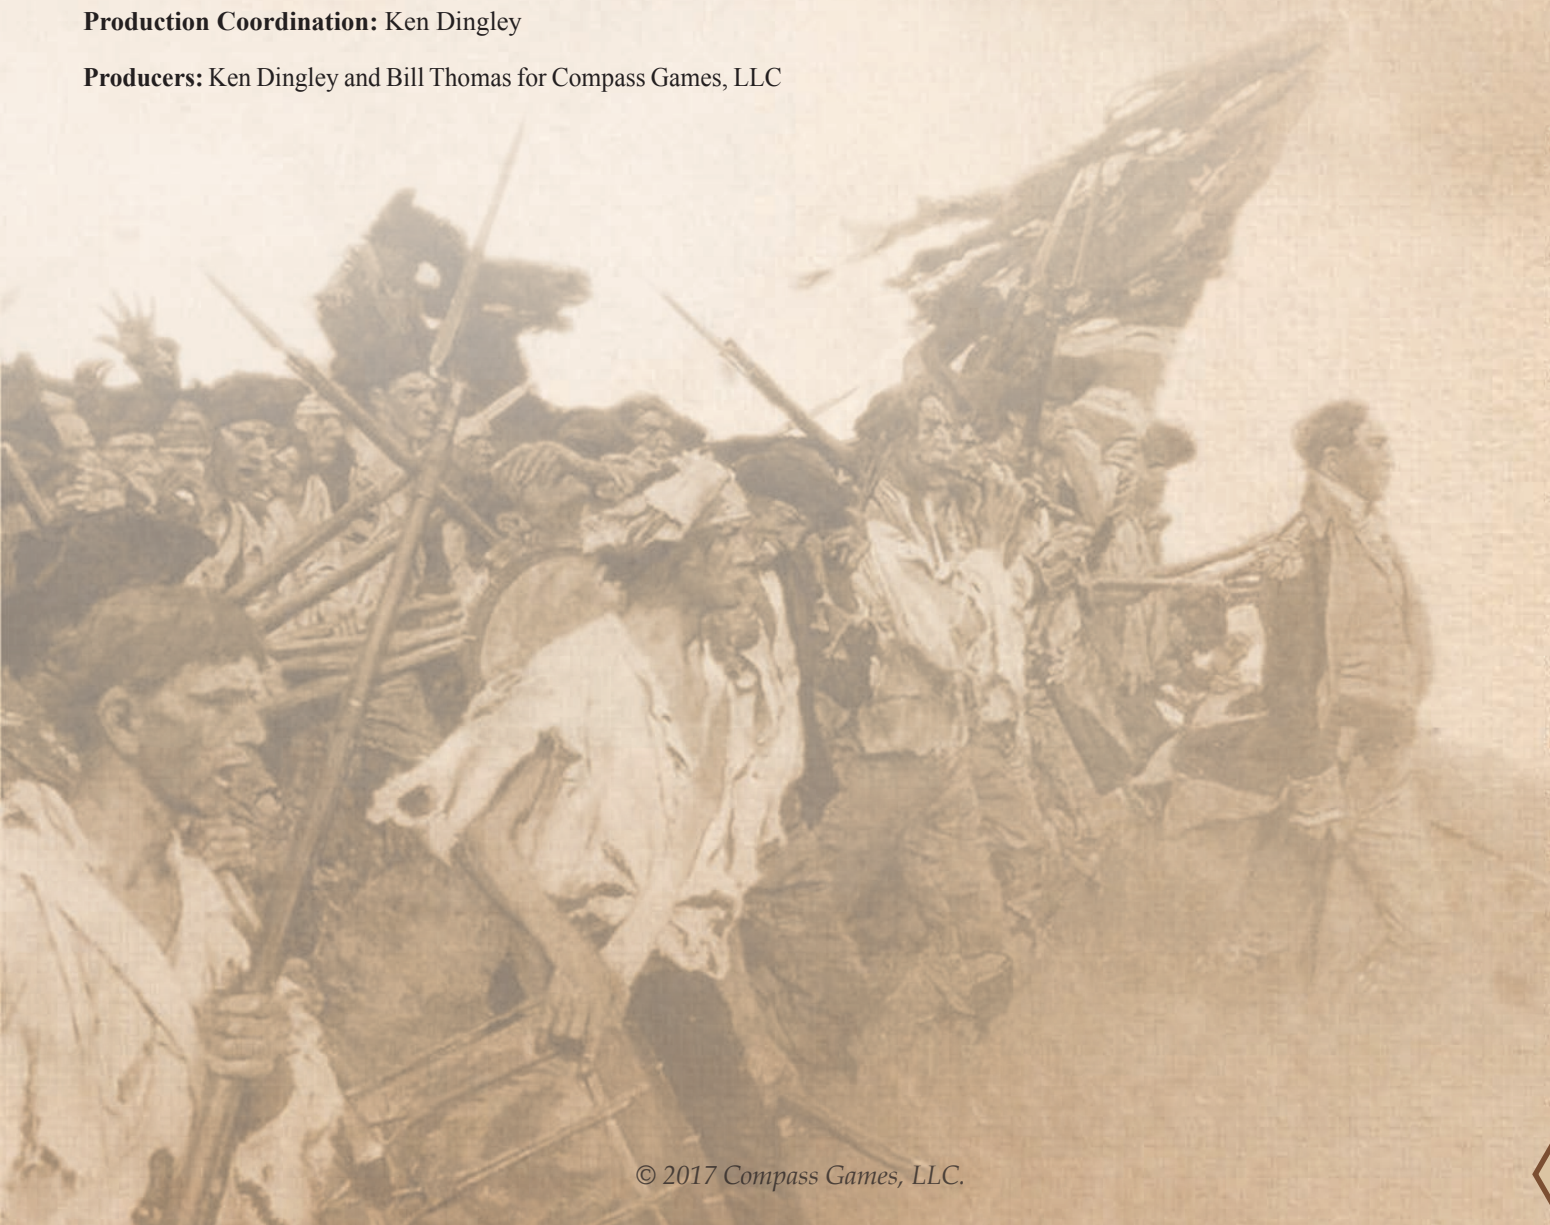 Production Coordination: Ken Dingley
Producers: Ken Dingley and Bill Thomas for Compass Games, LLC
© 2017 Compass Games, LLC.